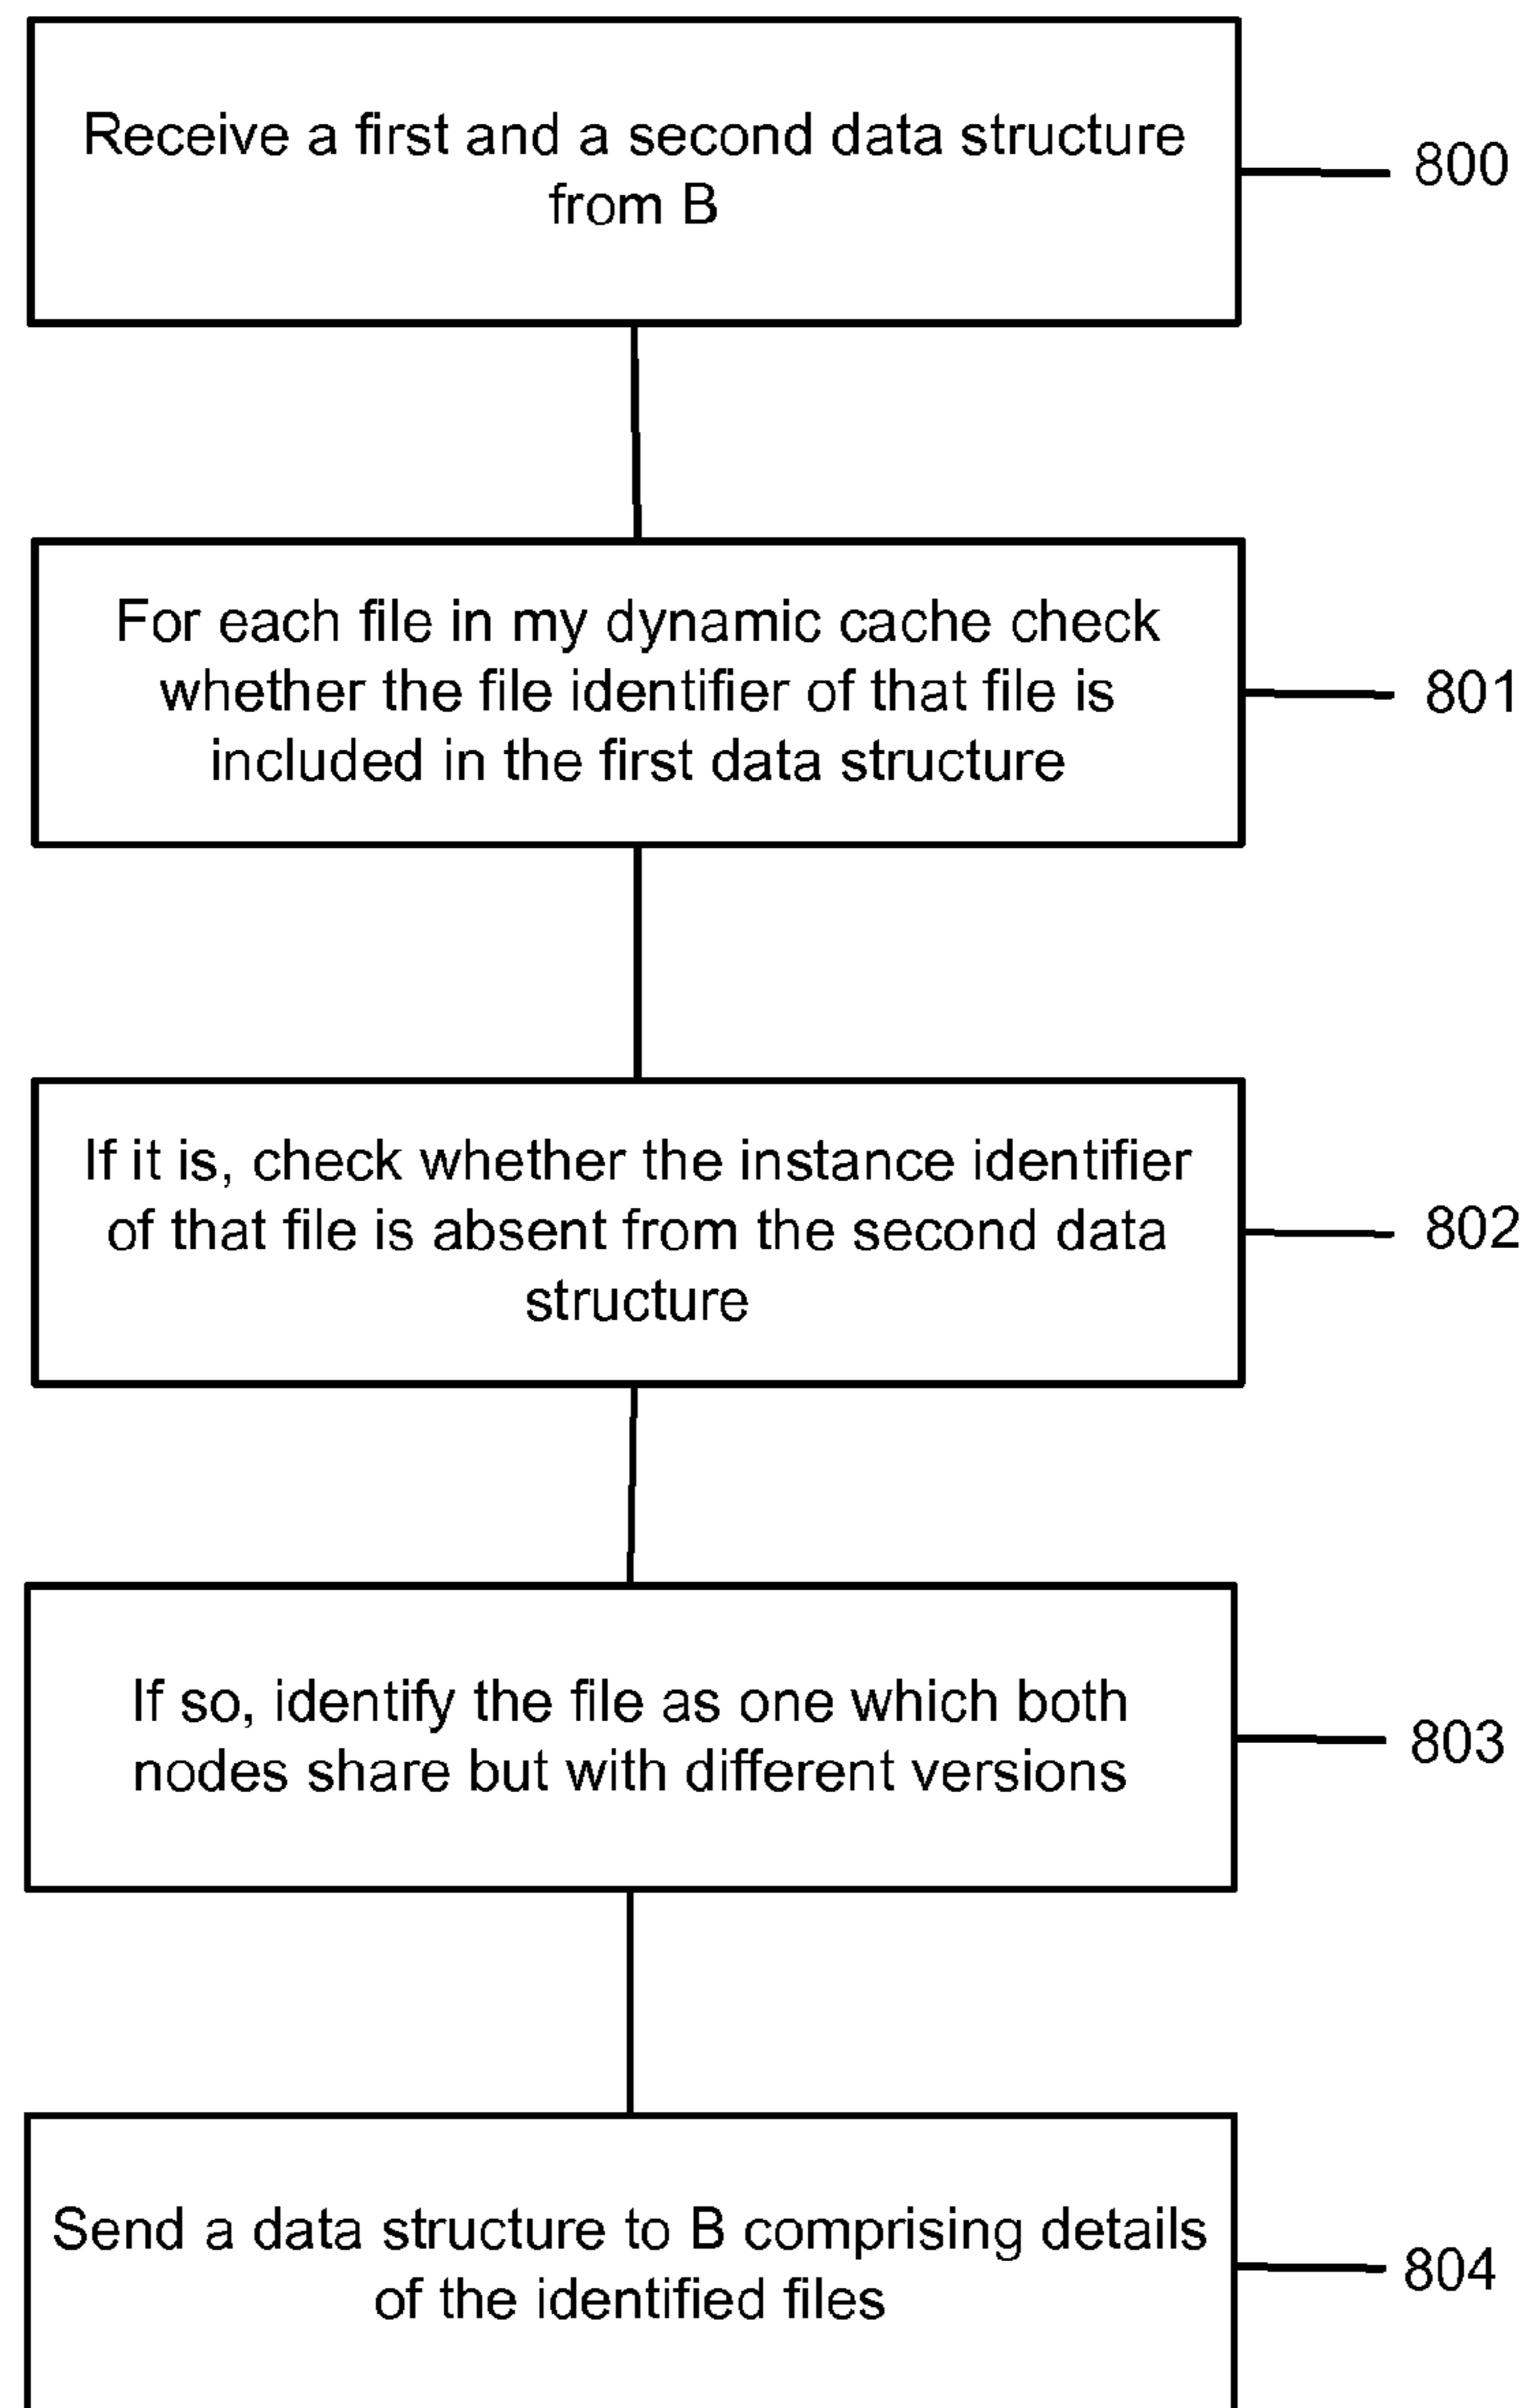 Receive a first and a second data structure
from B
800
For each file in my dynamic cache check
whether the file identifier of that file is
included in the first data structure
801
If it is, check whether the instance identifier
of that file is absent from the second data
structure
802
If so, identify the file as one which both
nodes share but with different versions
803
Send a data structure to B comprising details
of the identified files
804